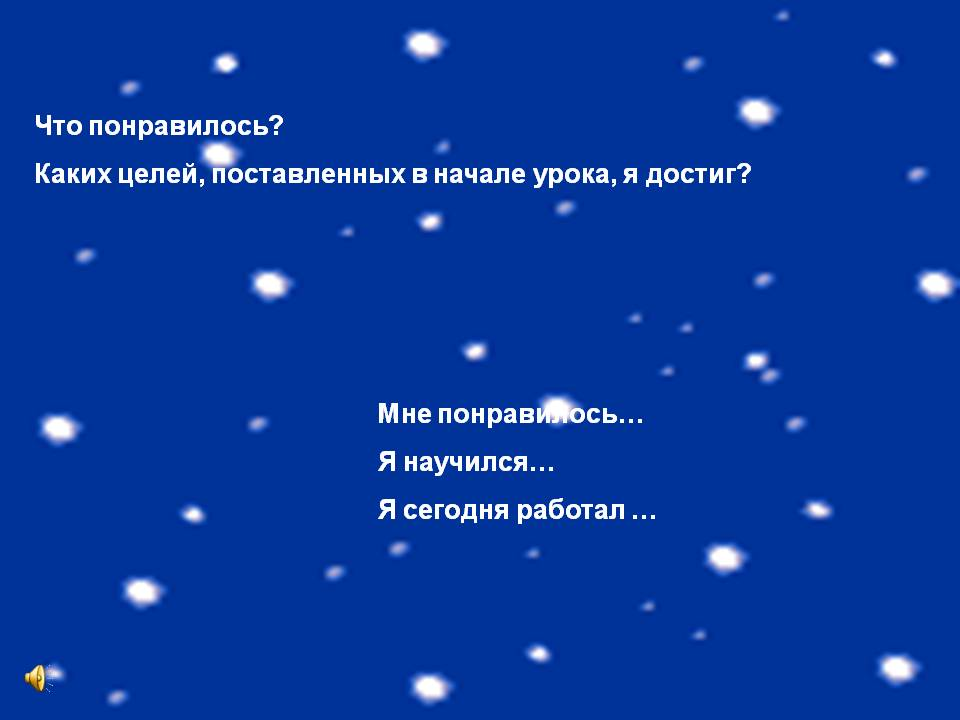 Что понравилось?
Каких целей, поставленных в начале урока, я достиг?
Мне понравилось…
Я научился…
Я сегодня работал …